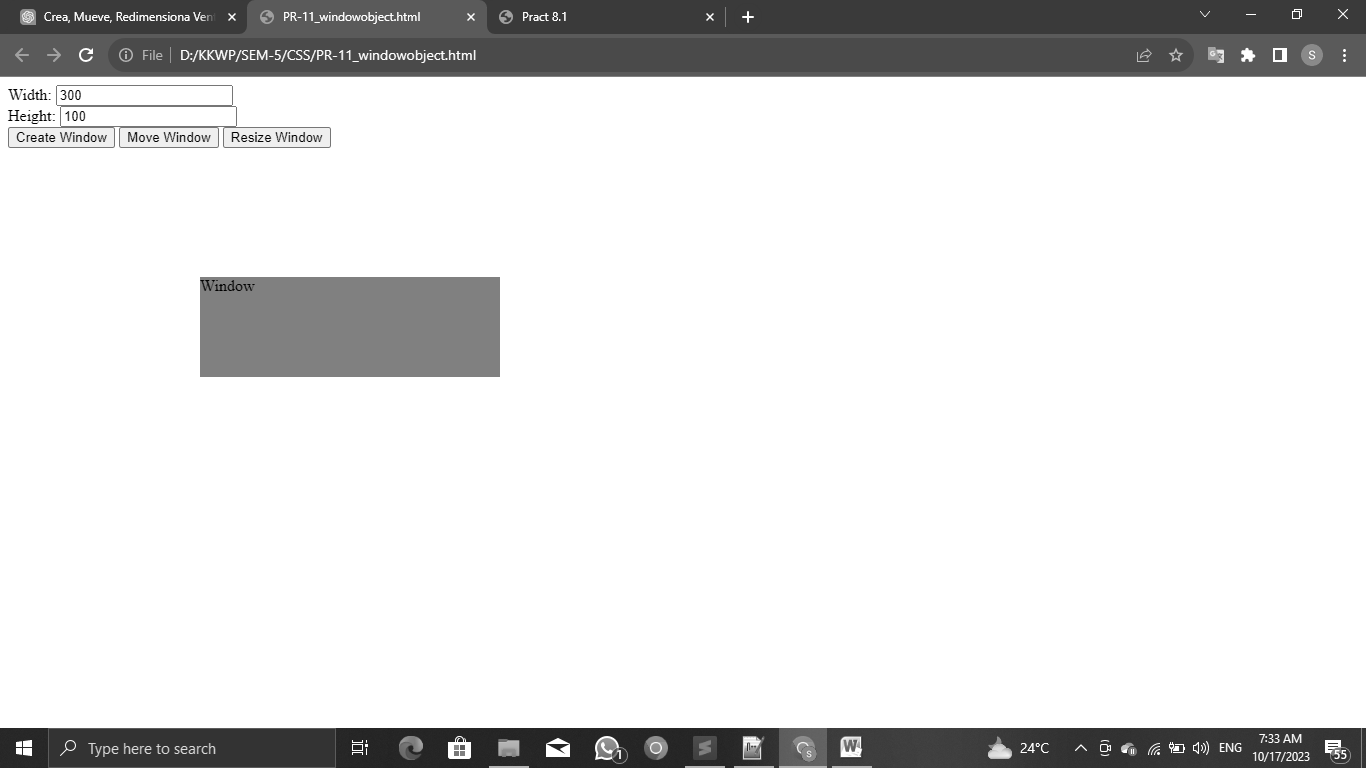 Crea, Mueve, Redimensiona Ven
PR-11_windowobject.html
Pract 8.1
File
D:/KKWP/SEM-5/CSS/PR-11_windowobject.html
S
Width: 300
Height: 100
Create Window Move Window Resize Window
Window
Type here to search
1
S
W
24°C
ENG
7:33 AM
10/17/2023
55